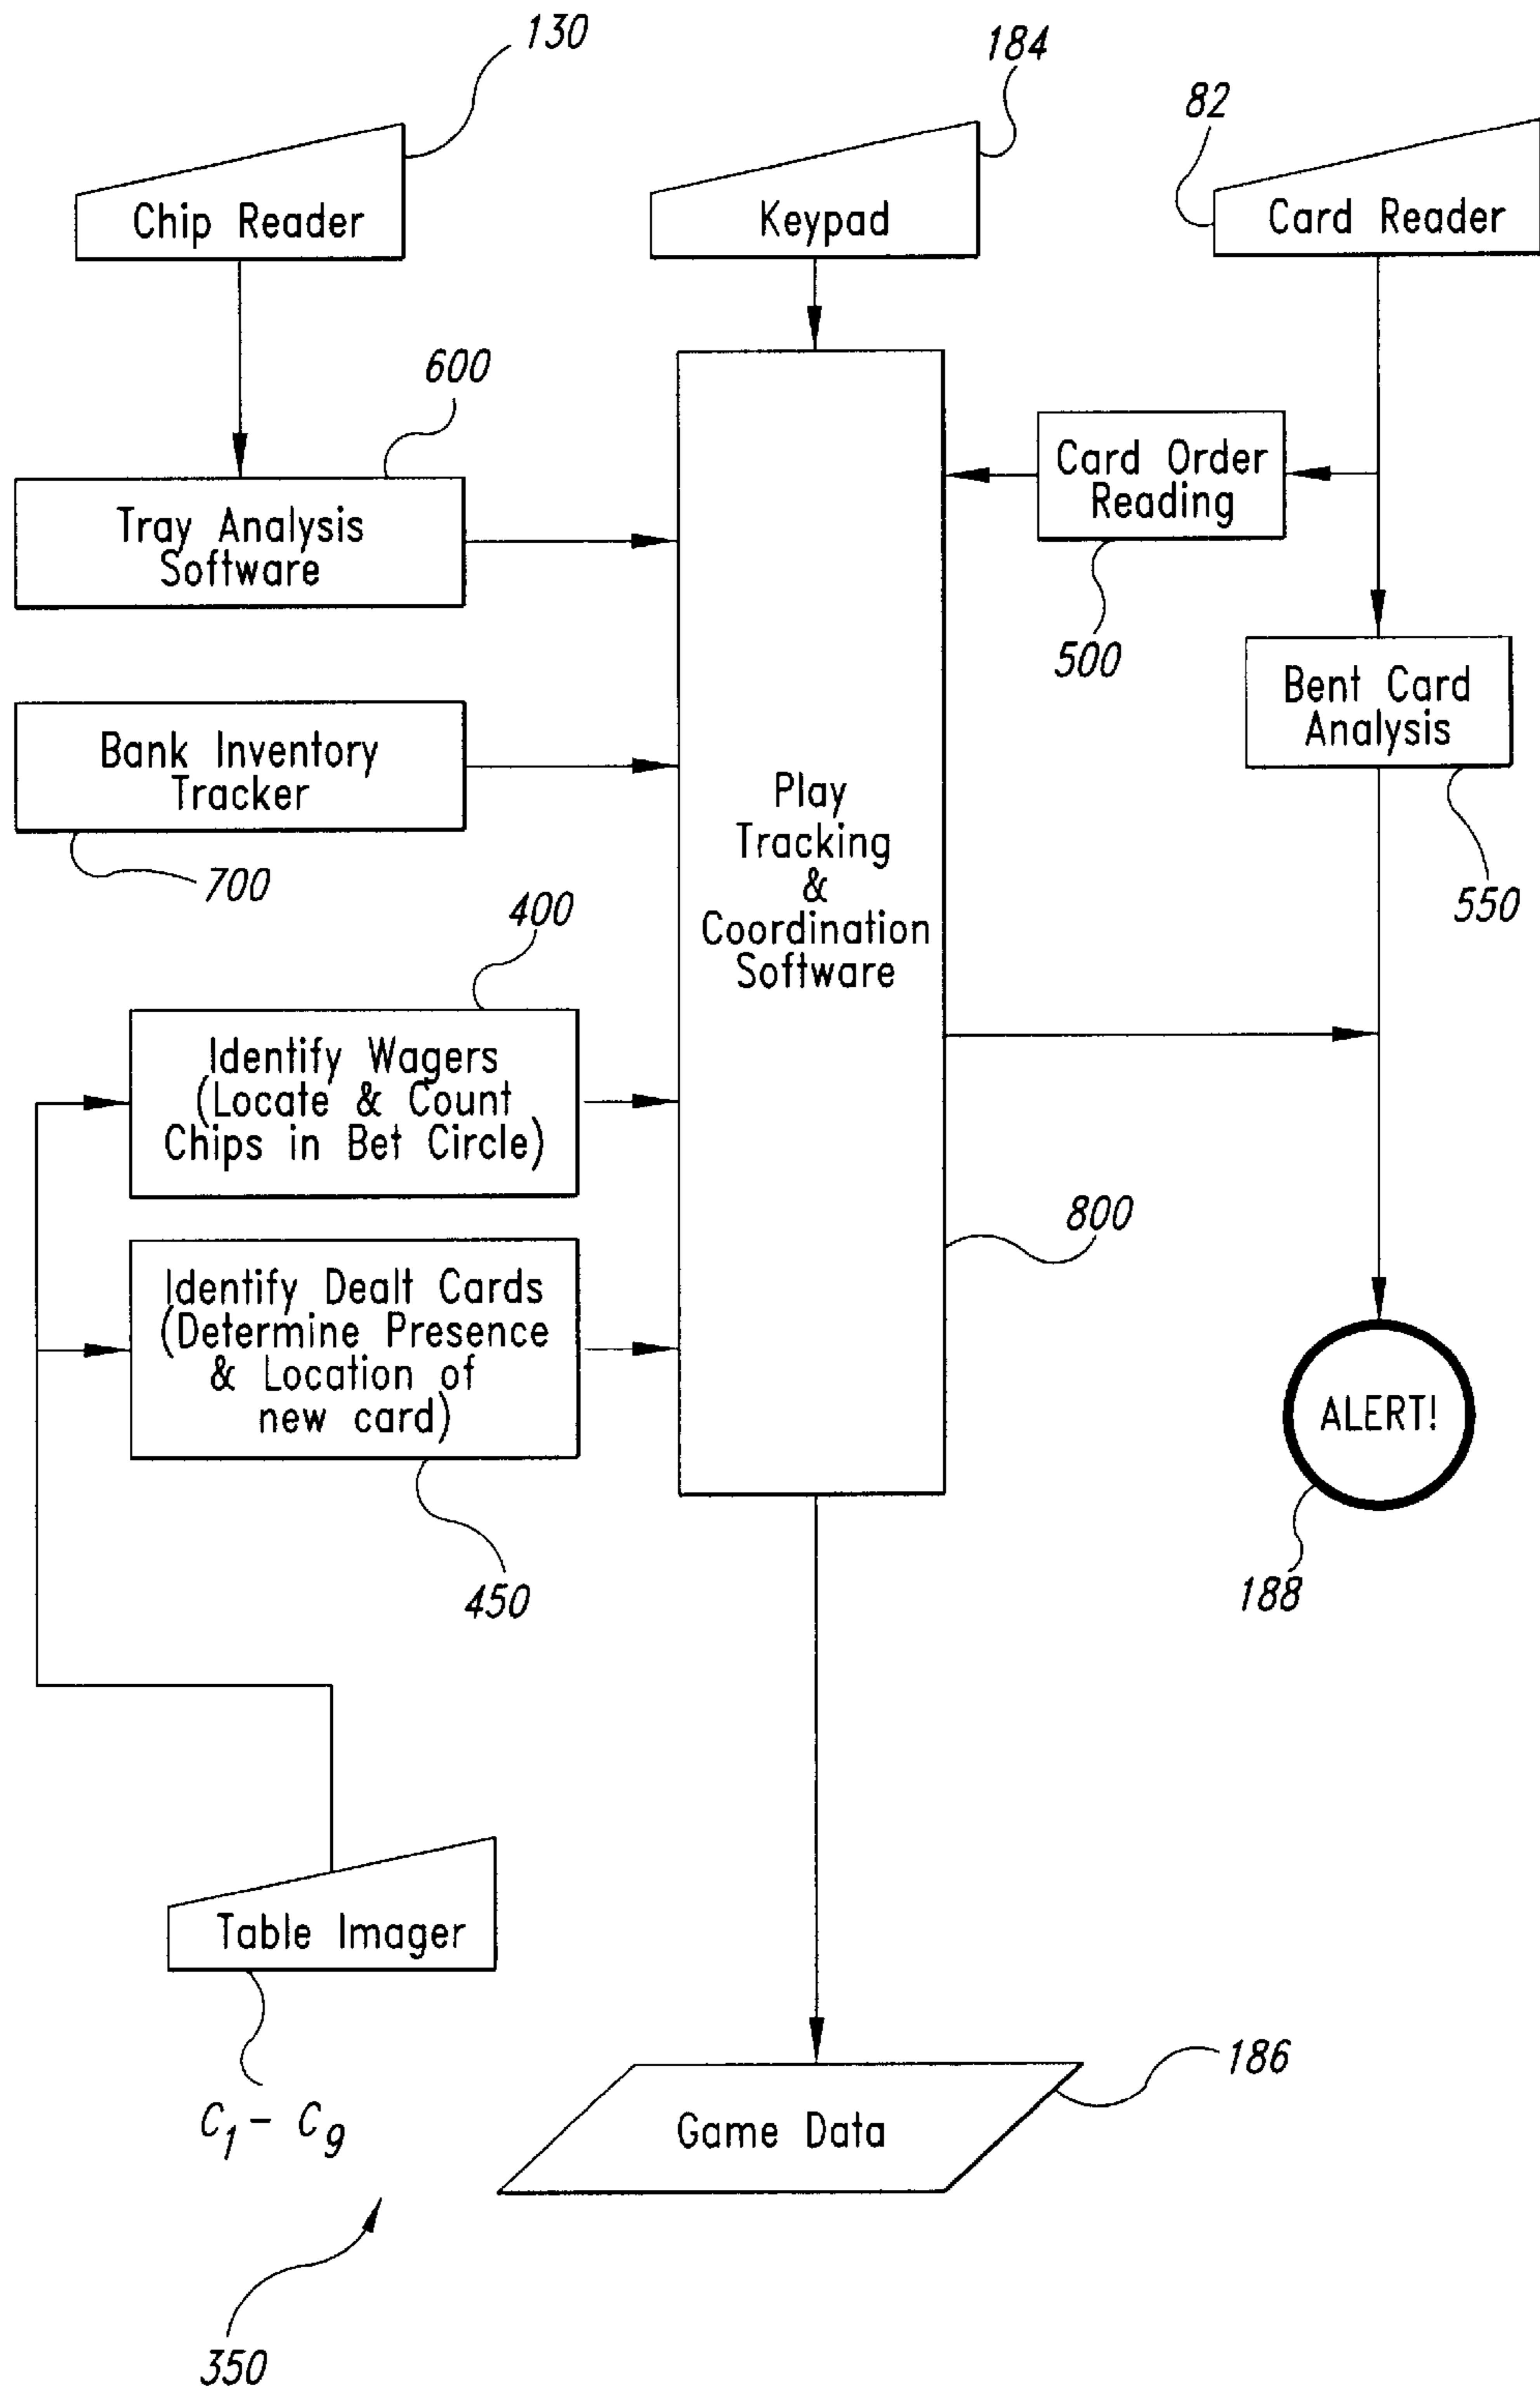 130
184
82
Chip Reader
Keypad
Card Reader
600
Card Order
Reading
Tray Analysis
Software
500
Bent Card
Analysis
Bank Inventory
Tracker
700
550
Play
Tracking
&
Coordination
Software
400
Identify Wagers
(Locate & Count
Chips in Bet Circle)
800
Identify Dealt Cards
(Determine Presence
& Location of
new card)
ALERT!
450
188
Table Imager
C1 - C9
186
Game Data
350